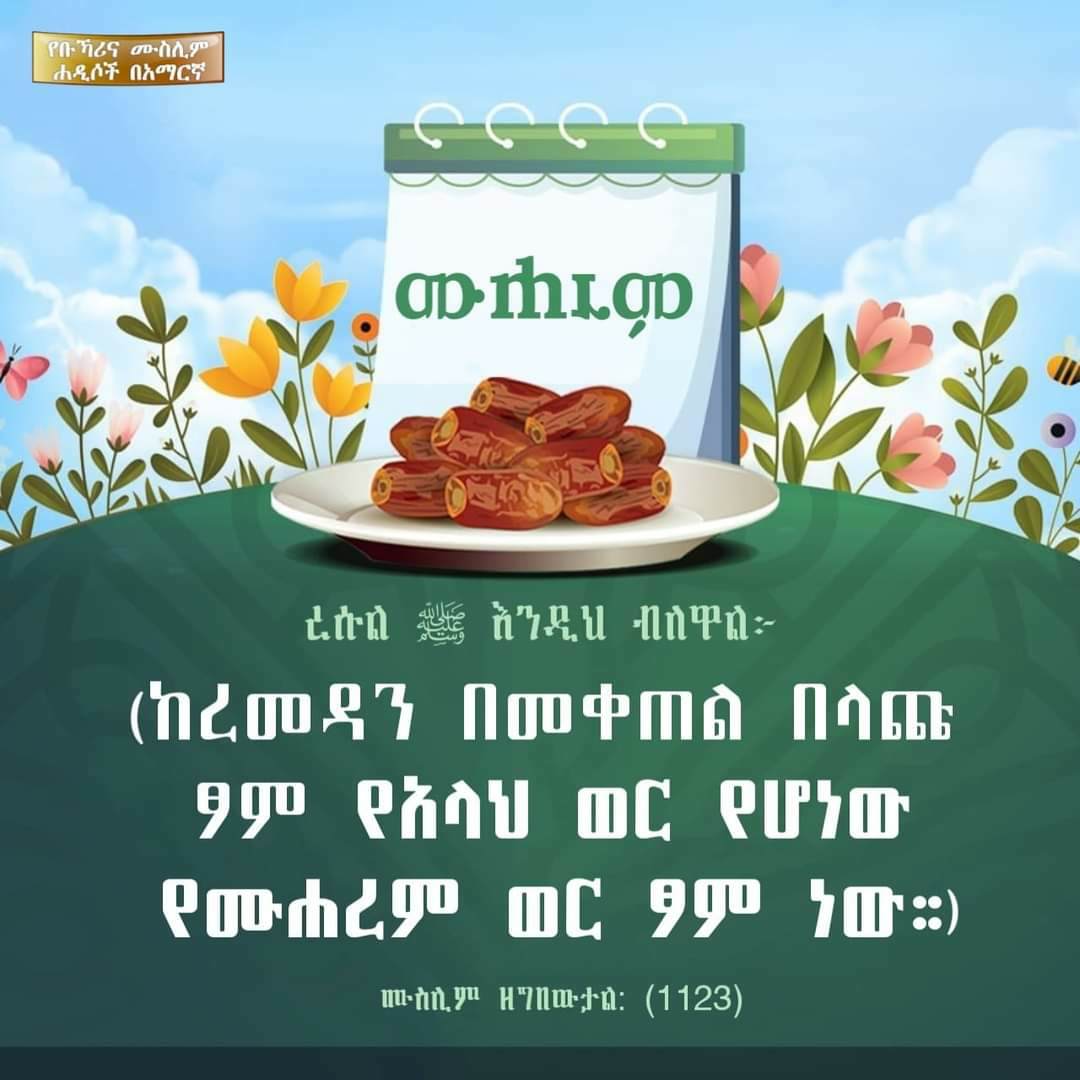 የቡኻሪና ሙስሊም
ሐዲሶች በአማርኛ
ሙሐረም
ረሱል ﷺ እንዲህ ብለዋል፦
(ከረመዳን በመቀጠል በላጩ
ፆም የአላህ ወር የሆነው
የሙሐረም ወር ፆም ነው።)
ሙስሊም ዘግበውታል: (1123)